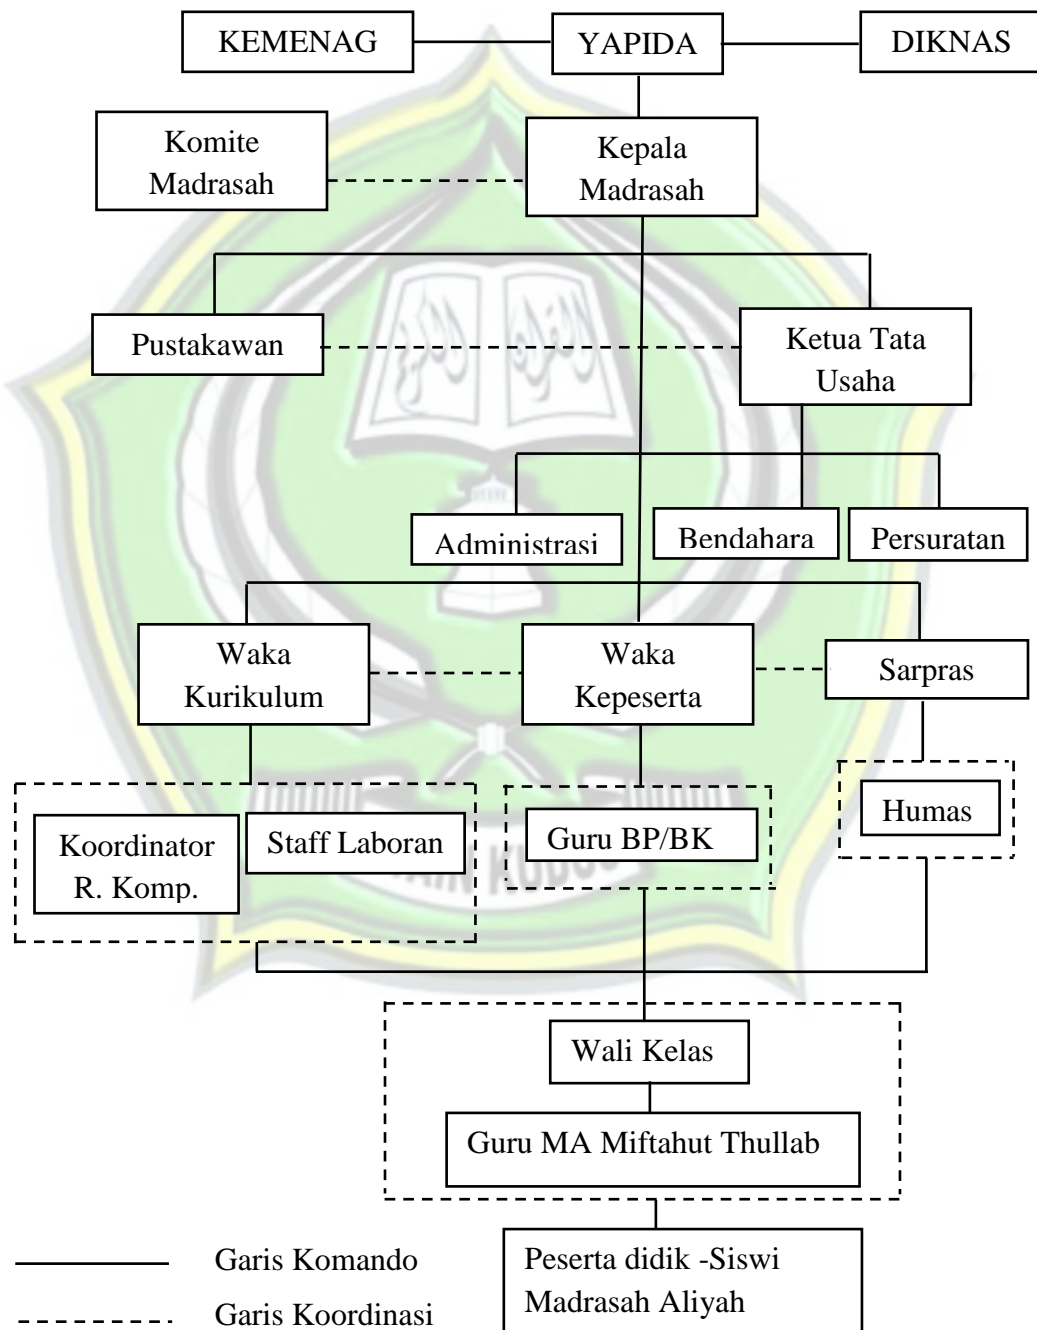 KEMENAG
YAPIDA
DIKNAS
Komite
Madrasah
Kepala
Madrasah
Pustakawan
Ketua Tata
Usaha
Administrasi
Bendahara
Persuratan
Waka
Kurikulum
Waka
Kepeserta
Sarpras
Koordinator
R. Komp.
Staff Laboran
Guru BP/BK
Humas
Wali Kelas
Guru MA Miftahut Thullab
Garis Komando
Garis Koordinasi
Peserta didik -Siswi
Madrasah Aliyah